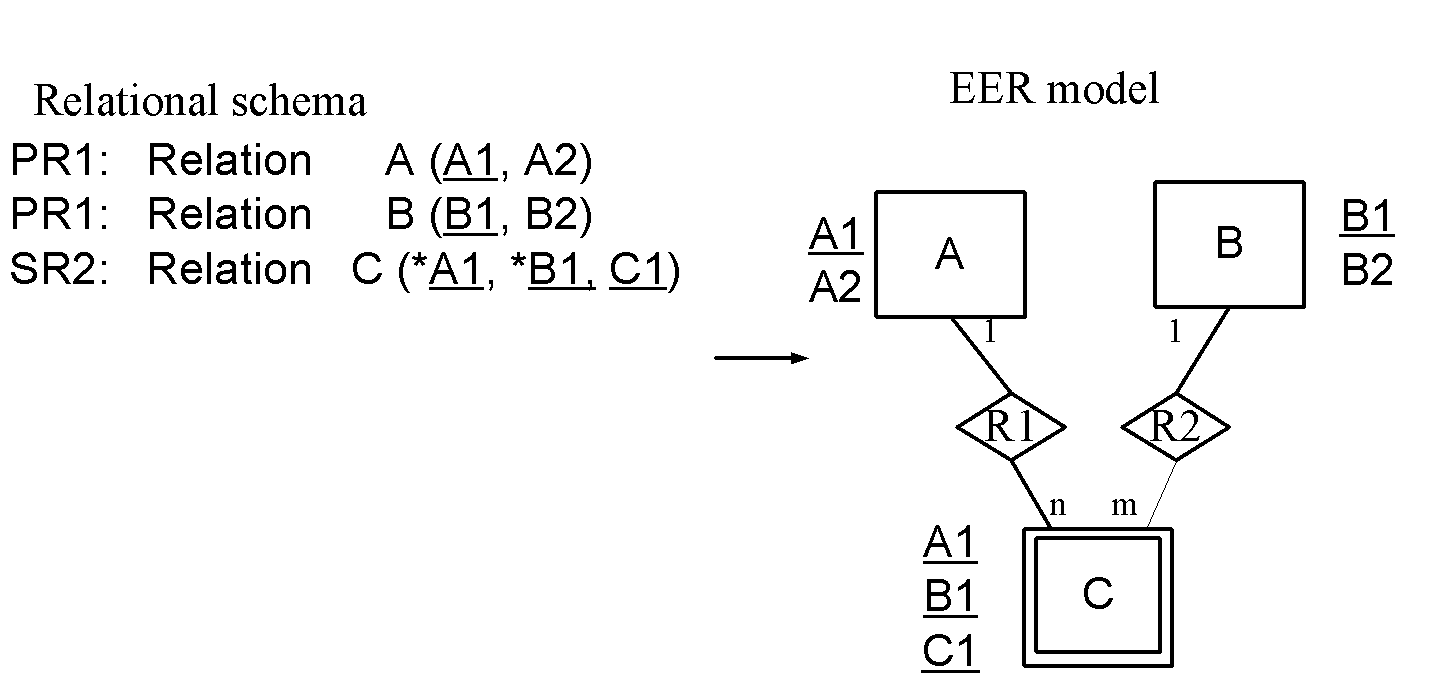 Relational schema
PR1: Relation A (A1, A2)
PR1: Relation B (B1, B2)
SR2: Relation C (*A1, *B1, C1)
EER model
A1
A2
A
B
B1
B2
1
1
R1
R2
n
m
A1
B1
C1
C